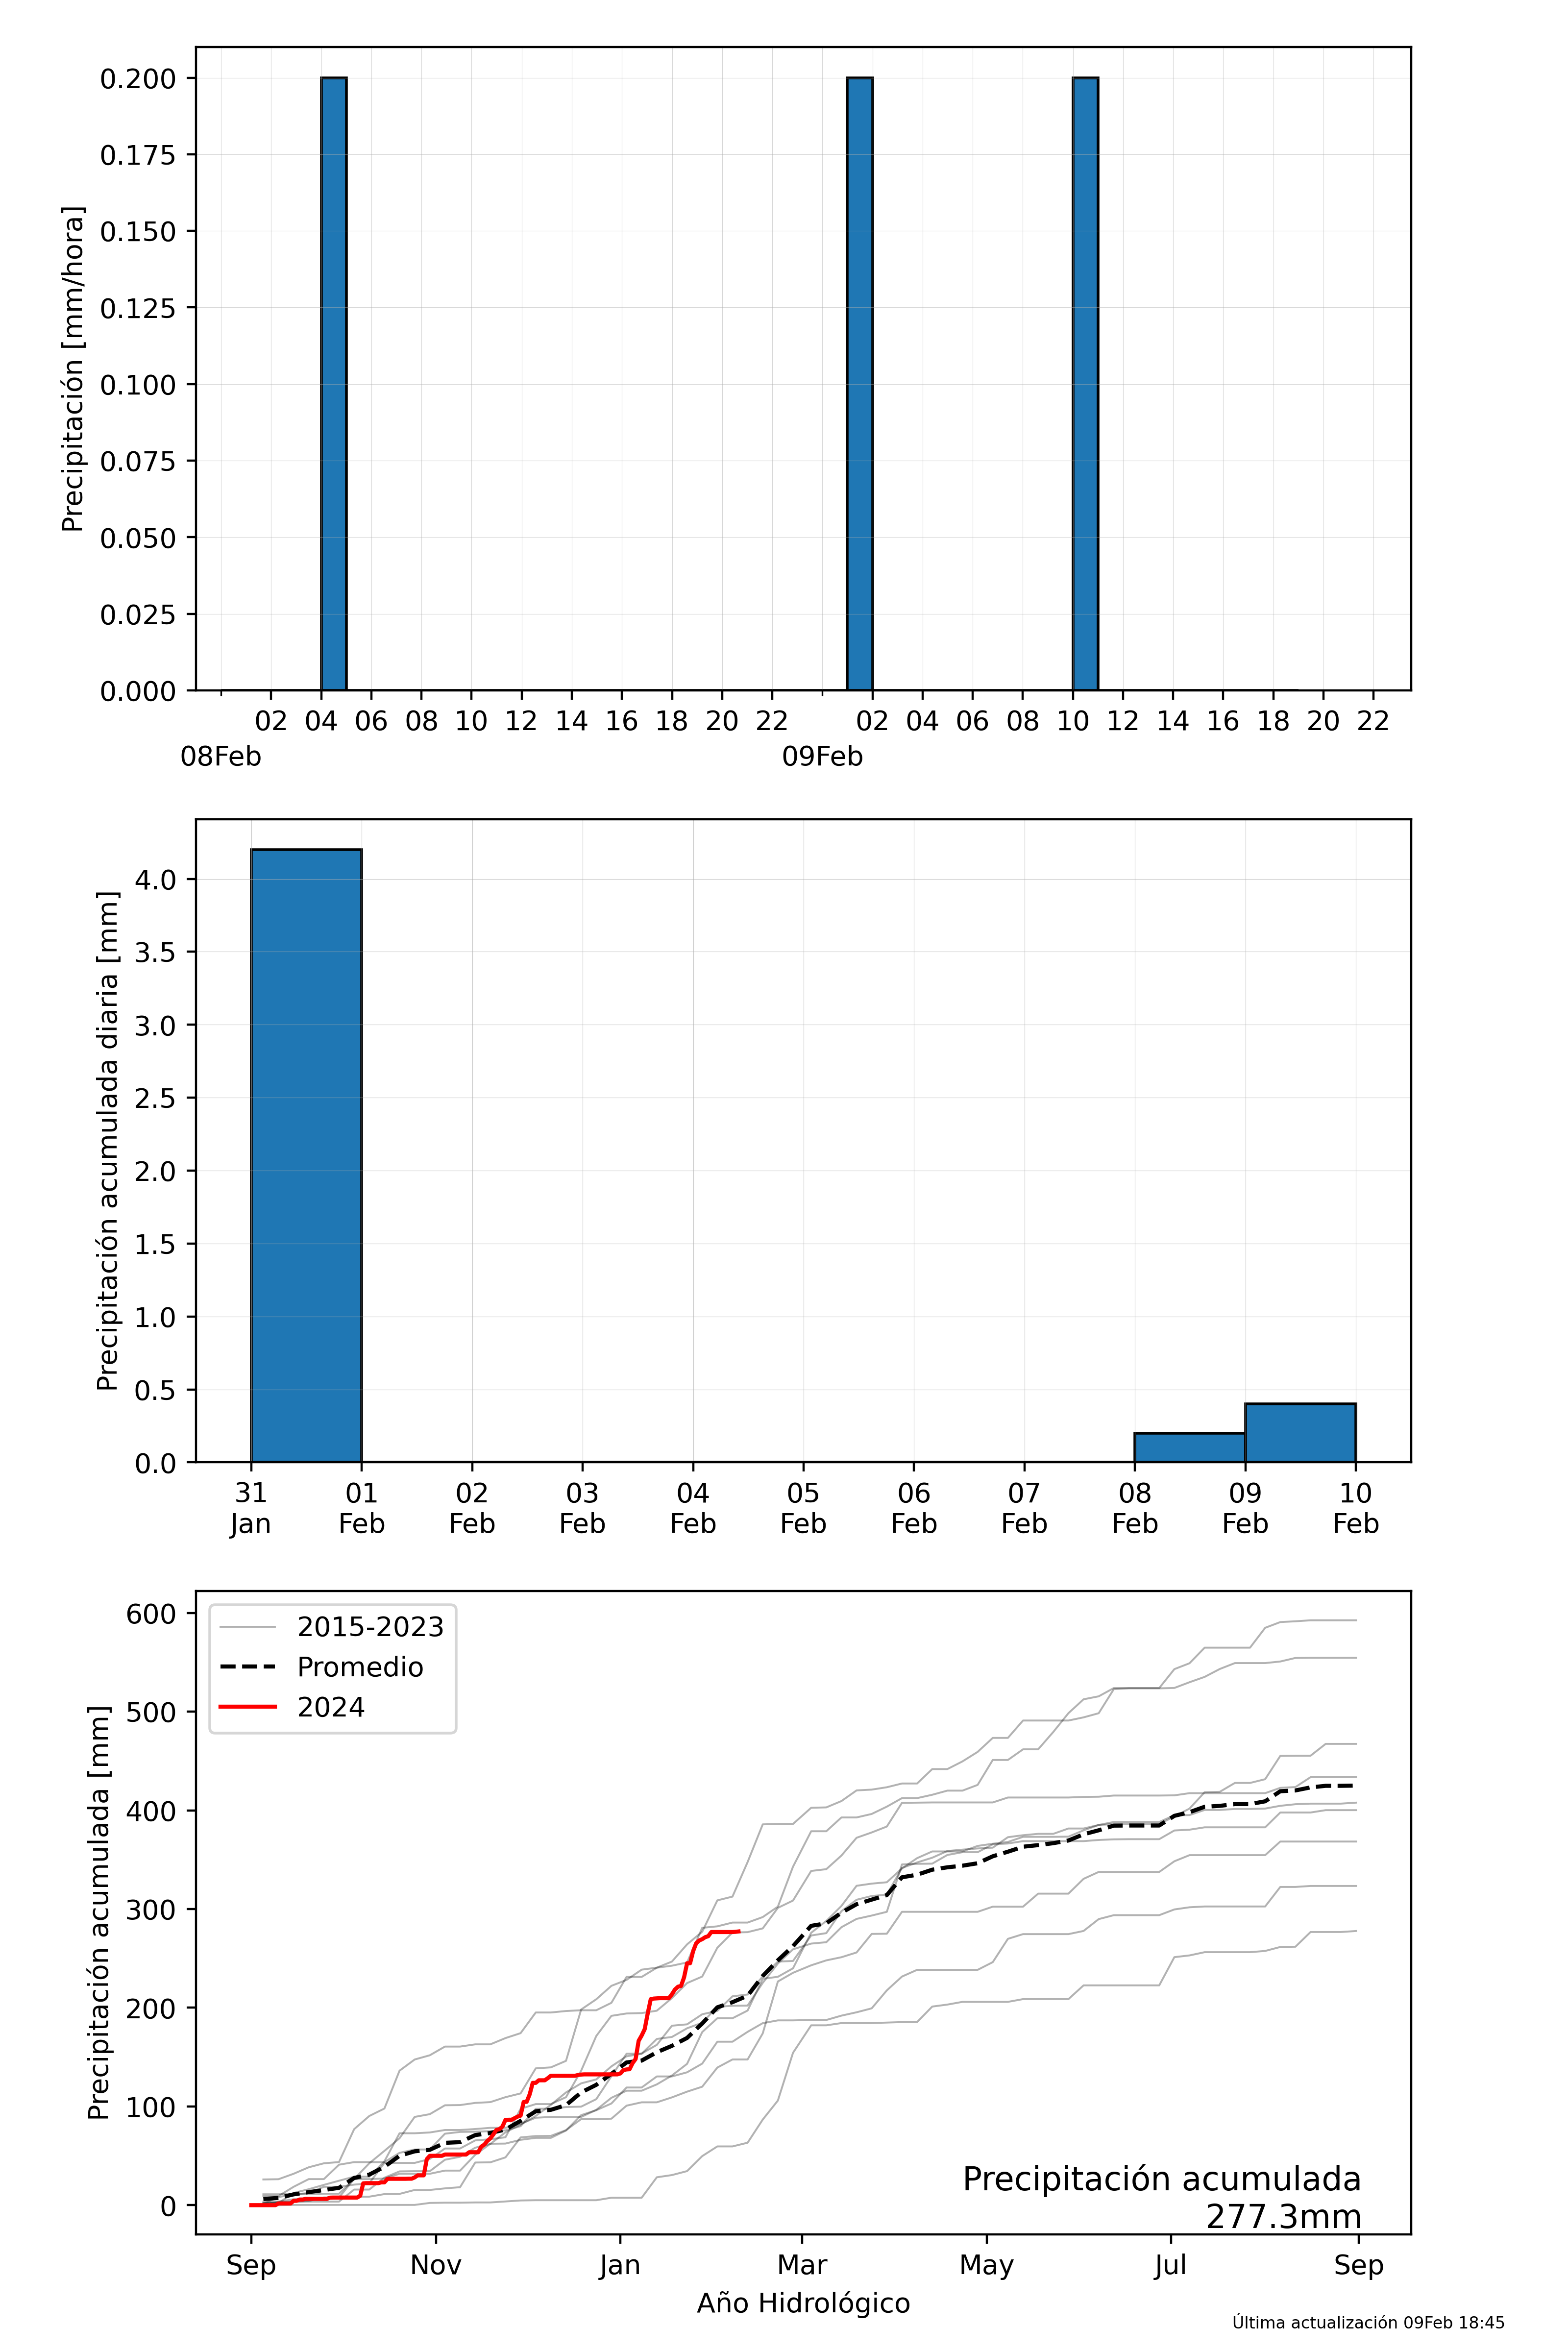 0.200
0.175
0.150
0.125
0.100
0.075
0.050
0.025
0.000
Precipitación [mm/hora]
02 04 06 08 10 12 14 16 18 20 22 02 04 06 08 10 12 14 16 18 20 22
08Feb 09Feb
4.0
3.5
3.0
2.5
2.0
1.5
1.0
0.5
0.0
Precipitación acumulada diaria [mm]
31 01 02 03 04 05 06 07 08 09 10
Jan Feb Feb Feb Feb Feb Feb Feb Feb Feb Feb
600
500
400
300
200
100
0
Precipitación acumulada [mm]
2015-2023
Promedio
2024
Precipitación acumulada
277.3mm
Sep Nov Jan Mar May Jul Sep
Año Hidrológico
Última actualización 09Feb 18:45